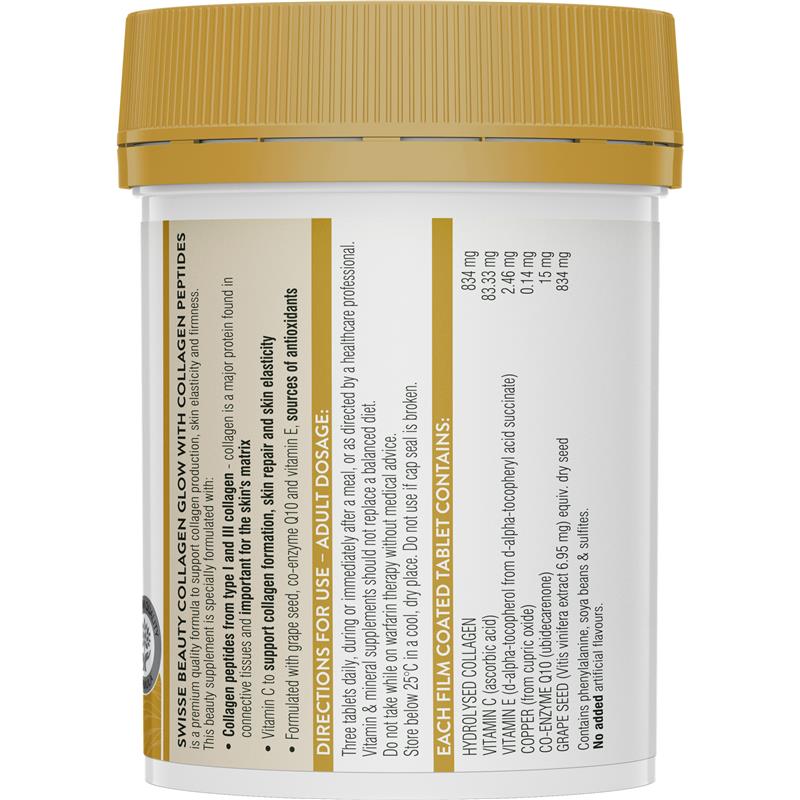 SWISSE BEAUTY COLLAGEN GLOW WITH COLLAGEN PEPTIDES
is a premium quality formula to support collagen production, skin elasticity and firmness.
This beauty supplement is specially formulated with:
• Collagen peptides from type I and III collagen - collagen is a major protein found in
connective tissues and important for the skin's matrix
• Vitamin C to support collagen formation, skin repair and skin elasticity
• Formulated with grape seed, co-enzyme Q10 and vitamin E, sources of antioxidants
DIRECTIONS FOR USE – ADULT DOSAGE:
Three tablets daily, during or immediately after a meal, or as directed by a healthcare professional.
Vitamin & mineral supplements should not replace a balanced diet.
Do not take while on warfarin therapy without medical advice.
Store below 25°C in a cool, dry place. Do not use if cap seal is broken.
EACH FILM COATED TABLET CONTAINS:
HYDROLYSED COLLAGEN 834 mg
VITAMIN C (ascorbic acid) 83.33 mg
VITAMIN E (d-alpha-tocopherol from d-alpha-tocopheryl acid succinate) 2.46 mg
COPPER (from cupric oxide) 0.14 mg
CO-ENZYME Q10 (ubidecarenone) 15 mg
GRAPE SEED (Vitis vinifera extract 6.95 mg) equiv. dry seed 834 mg
Contains phenylalanine, soya beans & sulfites.
No added artificial flavours.